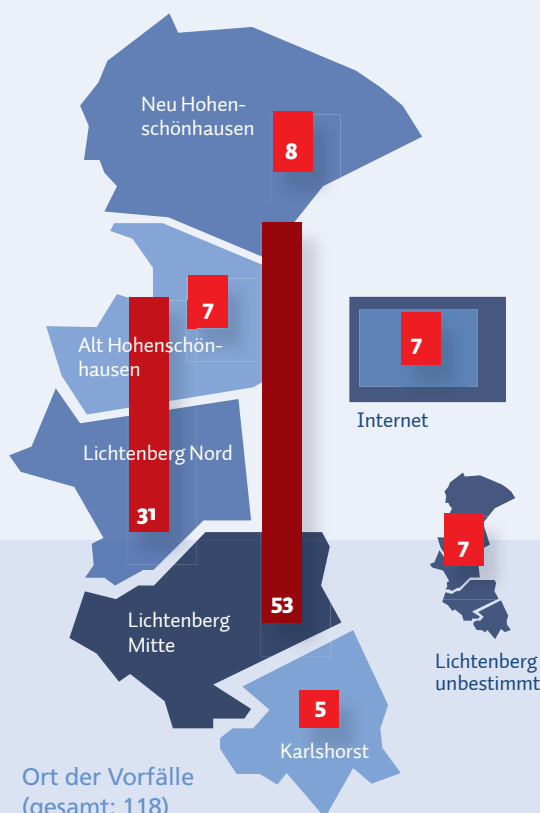 Neu Hohen-
schönhausen
8
7
Alt Hohenschön-
hausen
7
Internet
Lichtenberg Nord
31
7
53
Lichtenberg
Mitte
Lichtenberg
unbestimmt
5
Karlshorst
Ort der Vorfälle
(gesamt: 118)